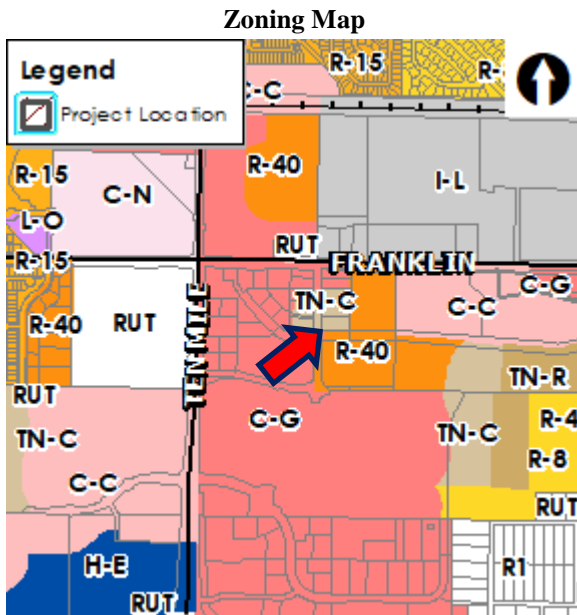 Zoning Map
Legend
Project Location
R-15
R-
C-C
R-40
I-L
R-15
C-N
L-O
R-15
RUT
FRANKLIN
TEN MILE
TN-C
C-C
C-G
R-40
RUT
R-40
TN-R
RUT
C-G
TN-C
R-4
TN-C
R-8
C-C
RUT
H-E
R1
RUT